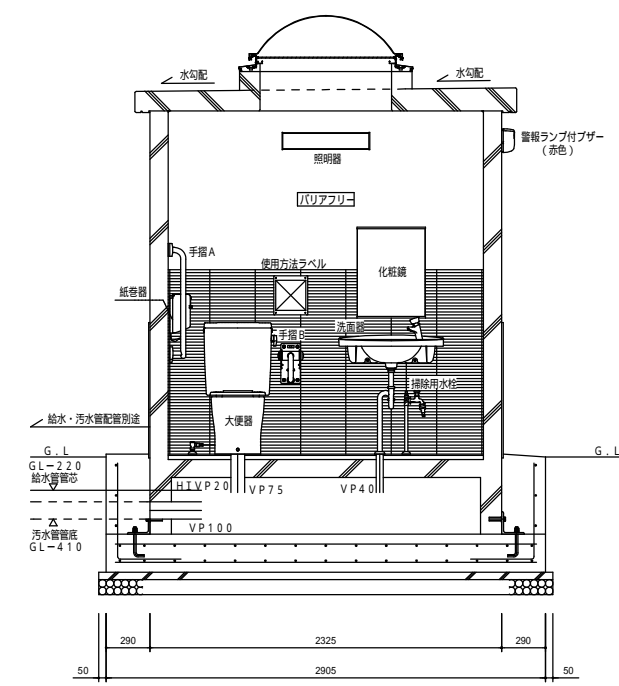 水勾配
水勾配
警報ランプ付ブザー
(赤色)
照明器
バリアフリー
手摺A
使用方法ラベル
化粧鏡
紙巻器
手摺B
洗面器
掃除用水栓
大便器
給水・汚水管配管別途
G.L
G.L
GL-220
給水管管芯
HIVP20
VP75
VP40
汚水管管底
GL-410
VP100
290
2325
290
50
2905
50